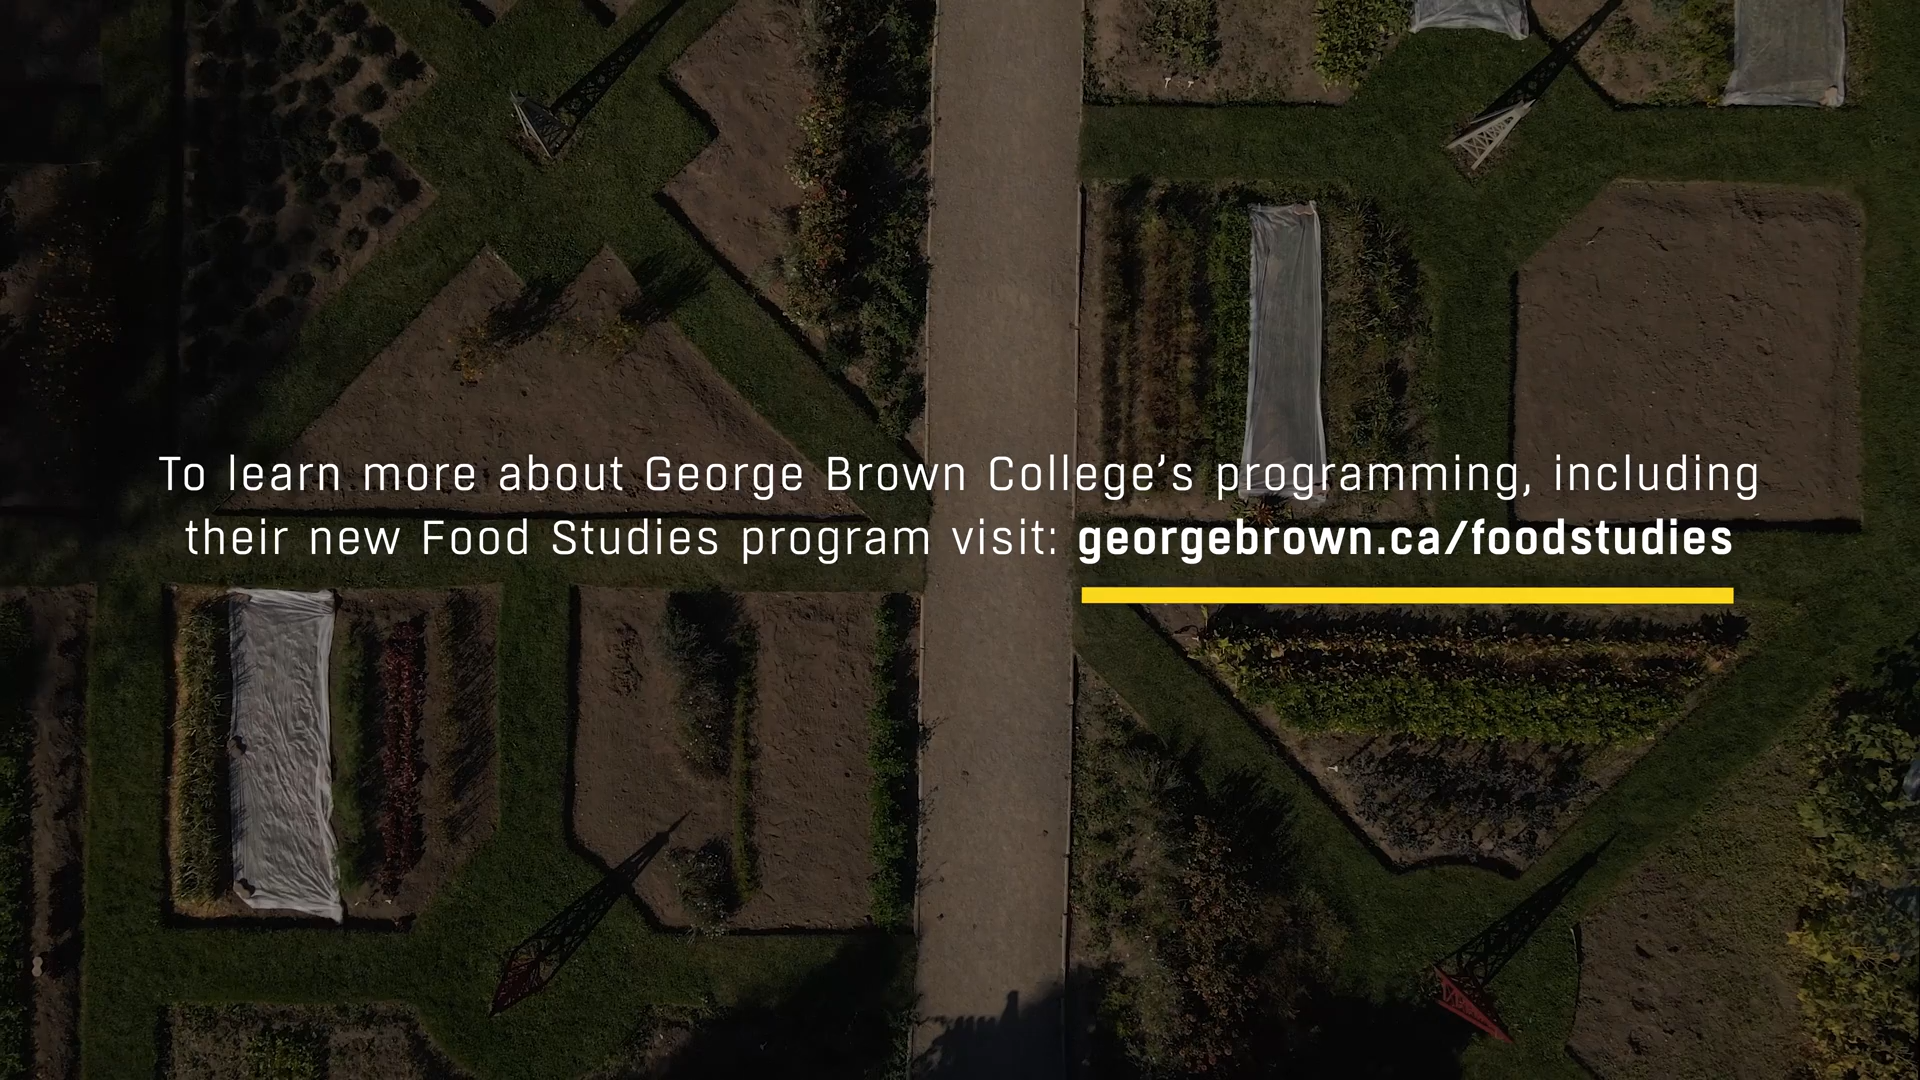 To learn more about George Brown College’s programming, including
their new Food Studies program visit: georgebrown.ca/foodstudies